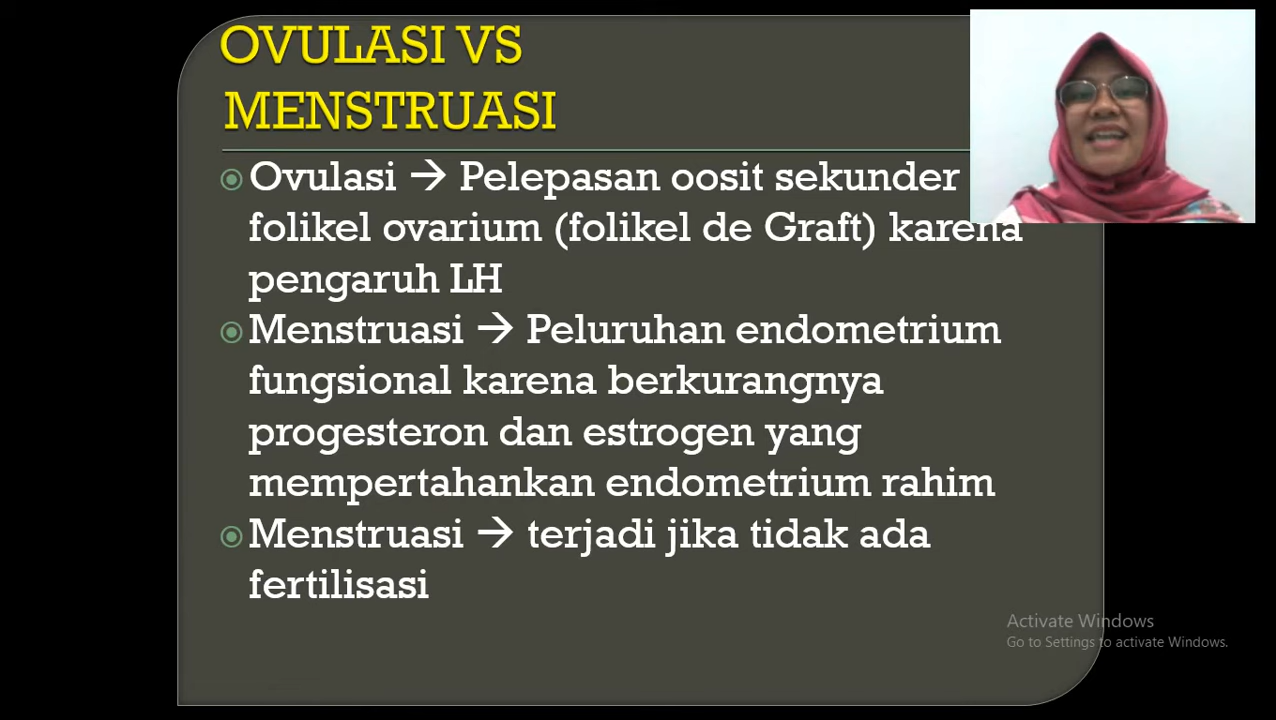 OVULASI VS
MENSTRUASI
Ovulasi → Pelepasan oosit sekunder
folikel ovarium (folikel de Graft) karena
pengaruh LH
Menstruasi → Peluruhan endometrium
fungsional karena berkurangnya
progesteron dan estrogen yang
mempertahankan endometrium rahim
Menstruasi → terjadi jika tidak ada
fertilisasi
Activate Windows
Go to Settings to activate Windows.